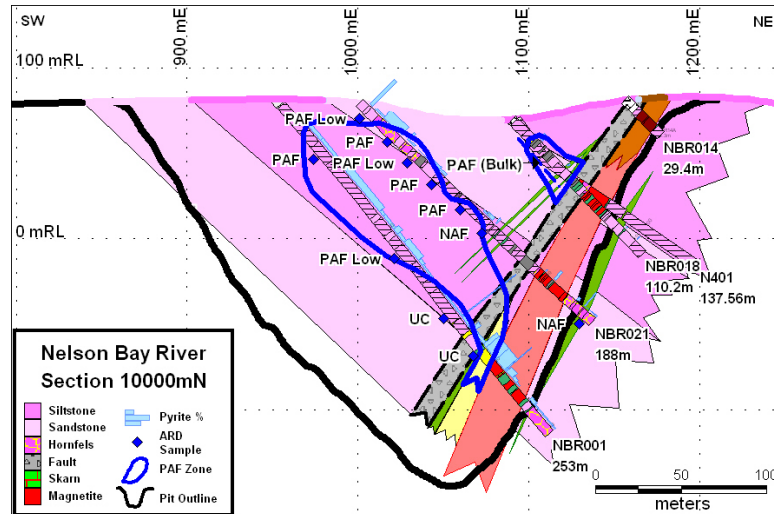 SW
900 mE
1000 mE
1100 mE
1200 mE
NE
100 mRL
PAF Low
PAF
PAF
PAF Low
PAF (Bulk)
PAF
PAF
NAF
NBR014
29.4m
0 mRL
PAF Low
NBR018
110.2m
N401
137.56m
UC
NAF
NBR021
188m
UC
NBR001
253m
Nelson Bay River
Section 10000mN
Siltstone
Sandstone
Hornfels
Fault
Skarn
Magnetite
Pyrite %
ARD
Sample
PAF Zone
Pit Outline
0
50
100
meters